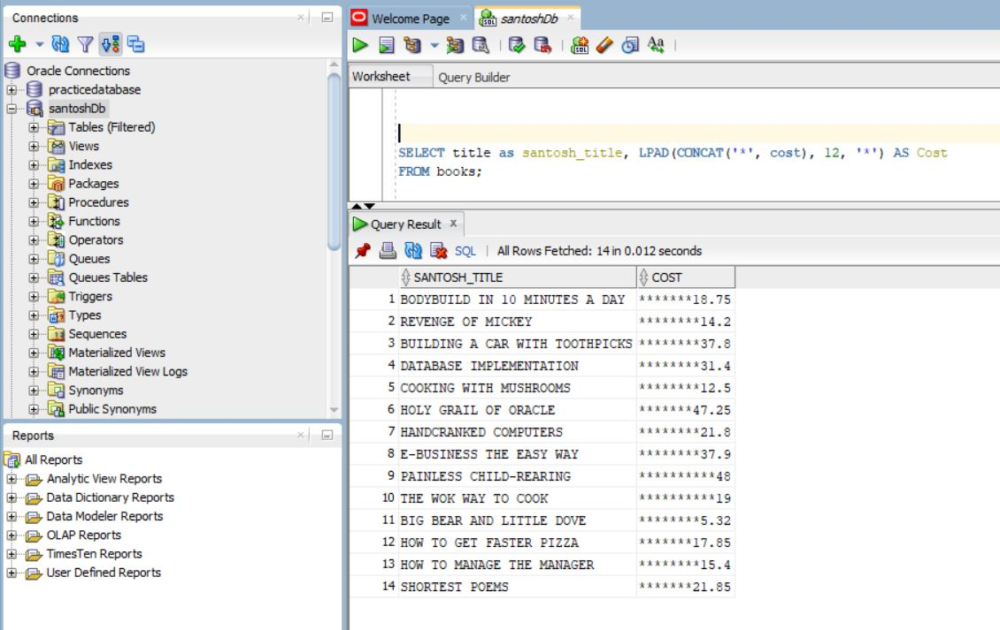 Connections
Oracle Connections
practicedatabase
santoshDb
Tables (Filtered)
Views
Indexes
Packages
Procedures
Functions
Operators
Queues
Queues Tables
Triggers
Types
Sequences
Materialized Views
Materialized View Logs
Synonyms
Public Synonyms
Reports
All Reports
Analytic View Reports
Data Dictionary Reports
Data Modeler Reports
OLAP Reports
TimesTen Reports
User Defined Reports
Welcome Page santoshDb
SQL Aa
Worksheet Query Builder
SELECT title as santosh_title, LPAD(CONCAT('*', cost), 12, '*') AS Cost
FROM books;
Query Result
SQL | All Rows Fetched: 14 in 0.012 seconds
SANTOSH_TITLE COST
1 BODYBUILD IN 10 MINUTES A DAY *******18.75
2 REVENGE OF MICKEY ********14.2
3 BUILDING A CAR WITH TOOTHPICKS ********37.8
4 DATABASE IMPLEMENTATION ********31.4
5 COOKING WITH MUSHROOMS ********12.5
6 HOLY GRAIL OF ORACLE *******47.25
7 HANDCRANKED COMPUTERS ********21.8
8 E-BUSINESS THE EASY WAY ********37.9
9 PAINLESS CHILD-REARING **********48
10 THE WOK WAY TO COOK **********19
11 BIG BEAR AND LITTLE DOVE ********5.32
12 HOW TO GET FASTER PIZZA *******17.85
13 HOW TO MANAGE THE MANAGER ********15.4
14 SHORTEST POEMS *******21.85